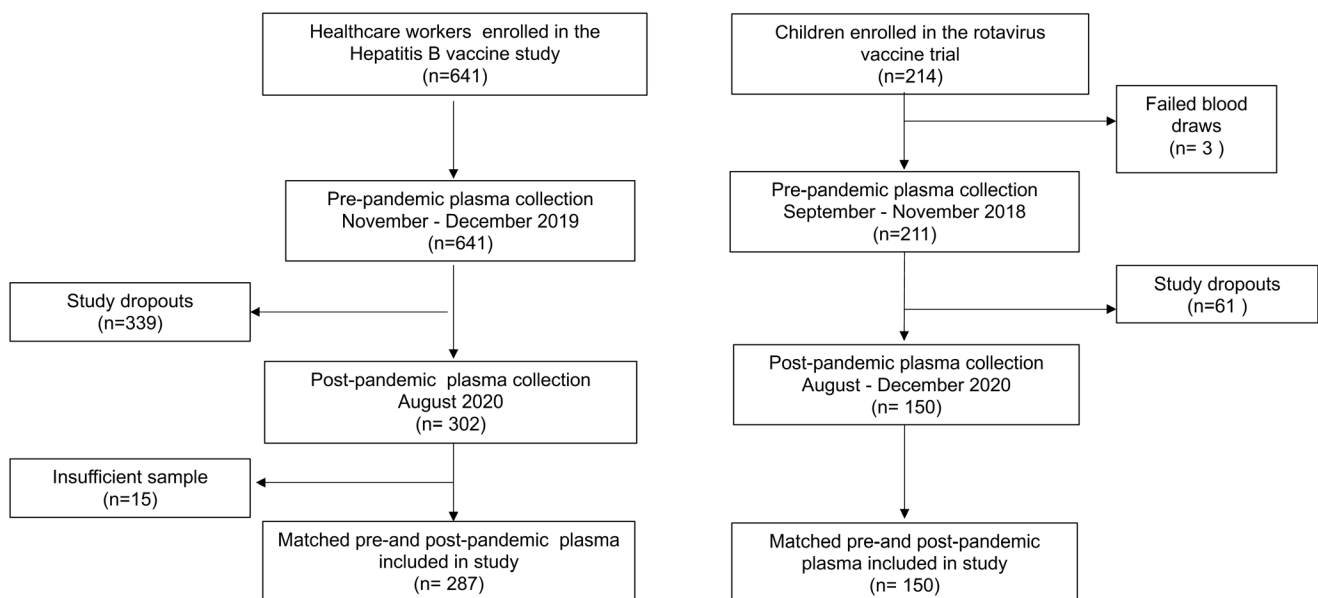 Healthcare workers enrolled in the
Hepatitis B vaccine study
(n=641)
Pre-pandemic plasma collection
November - December 2019
(n=641)
Study dropouts
(n=339)
Post-pandemic plasma collection
August 2020
(n= 302)
Insufficient sample
(n=15)
Matched pre-and post-pandemic plasma
included in study
(n= 287)
Children enrolled in the rotavirus
vaccine trial
(n=214)
Failed blood
draws
(n= 3 )
Pre-pandemic plasma collection
September - November 2018
(n=211)
Study dropouts
(n=61 )
Post-pandemic plasma collection
August - December 2020
(n= 150)
Matched pre-and post-pandemic
plasma included in study
(n= 150)